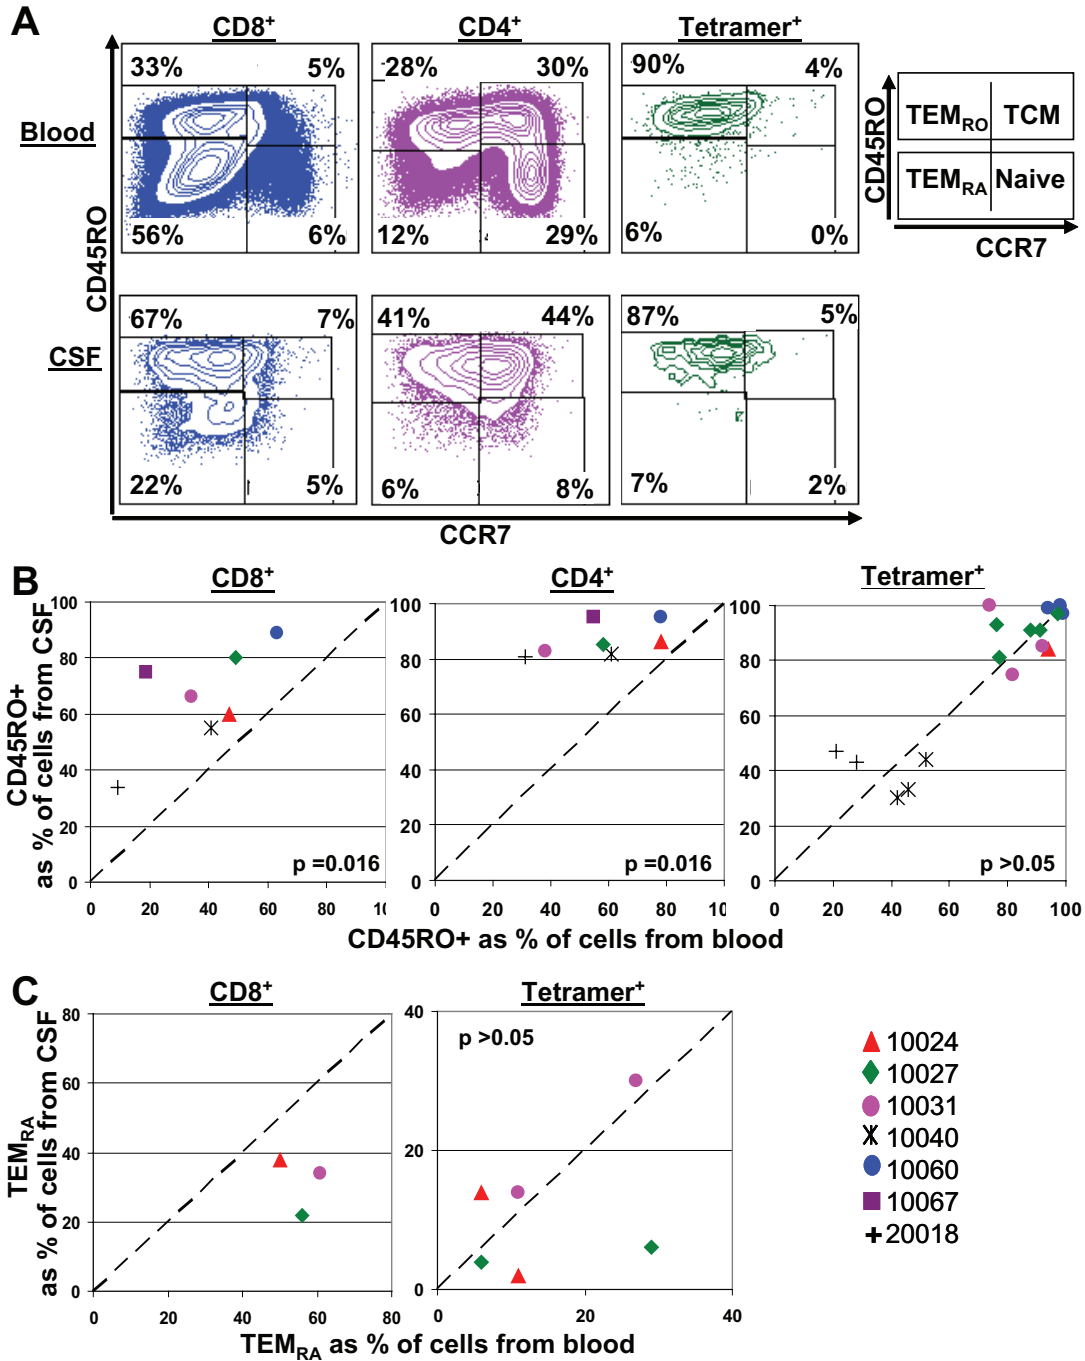 A
CD8+
CD4+
Tetramer+
33%
5%
28%
30%
90%
4%
Blood
56%
6%
12%
29%
6%
0%
CD45RO
TEMRO
TCM
TEMRA
Naive
CD45RO
CCR7
67%
7%
41%
44%
87%
5%
CSF
22%
5%
6%
8%
7%
2%
CCR7
B
CD8+
CD4+
Tetramer+
CD45RO+
as % of cells from CSF
100
80
60
40
20
0
p =0.016
0 20 40 60 80 10
100
80
60
40
20
0
p =0.016
0 20 40 60 80 10
100
80
60
40
20
0
p >0.05
0 20 40 60 80 100
CD45RO+ as % of cells from blood
C
CD8+
Tetramer+
TEMRA
as % of cells from CSF
80
60
40
20
0
0 20 40 60 80
40
20
0
p >0.05
0 20 40
TEMRA as % of cells from blood
10024
10027
10031
10040
10060
10067
20018